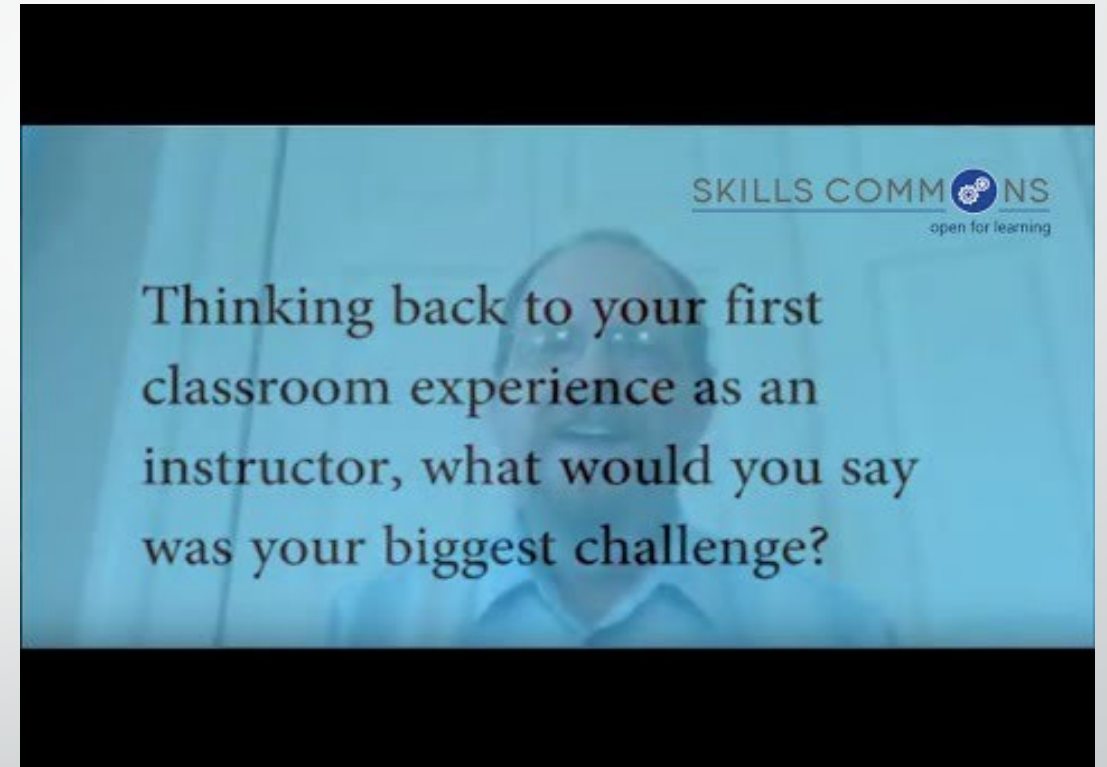 SKILLS COMMONS
open for learning
Thinking back to your first
classroom experience as an
instructor, what would you say
was your biggest challenge?